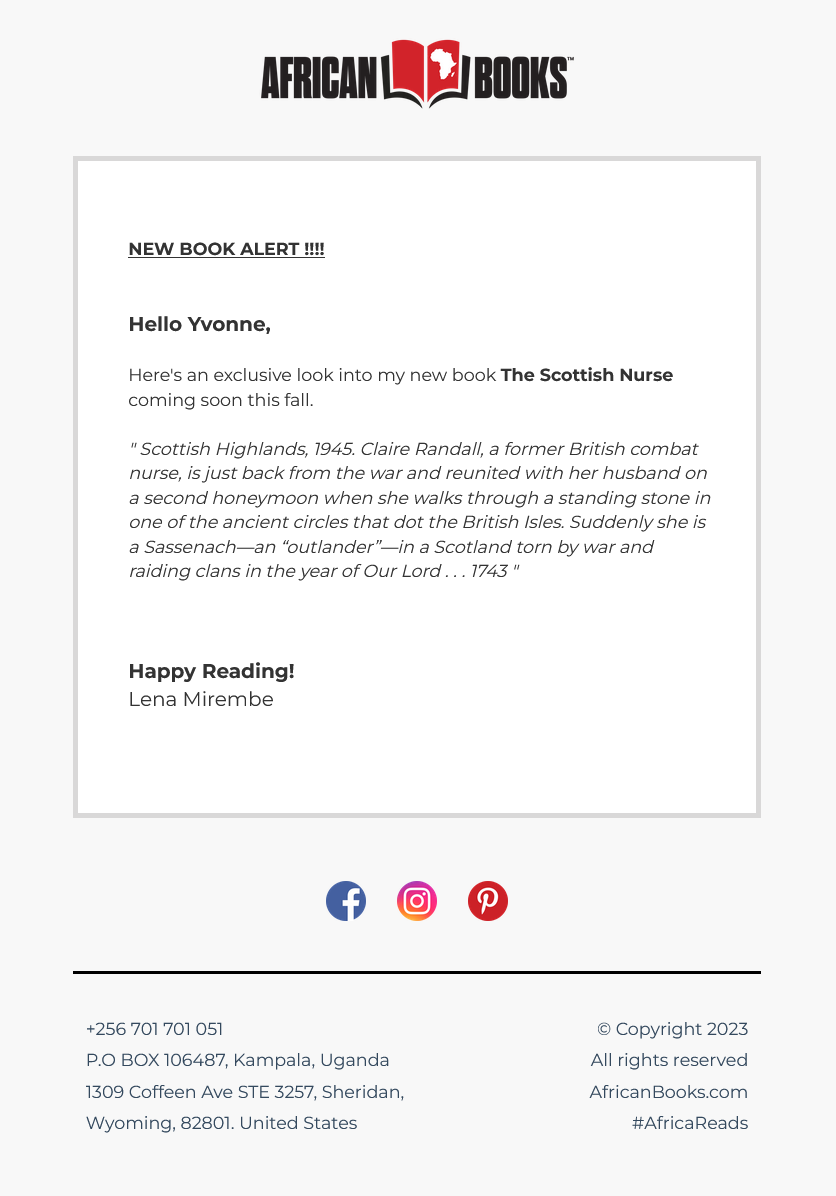 AFRICAN BOOKS™
NEW BOOK ALERT !!!!
Hello Yvonne,
Here's an exclusive look into my new book The Scottish Nurse
coming soon this fall.
" Scottish Highlands, 1945. Claire Randall, a former British combat
nurse, is just back from the war and reunited with her husband on
a second honeymoon when she walks through a standing stone in
one of the ancient circles that dot the British Isles. Suddenly she is
a Sassenach—an “outlander”—in a Scotland torn by war and
raiding clans in the year of Our Lord . . . 1743 "
Happy Reading!
Lena Mirembe
+256 701 701 051
P.O BOX 106487, Kampala, Uganda
1309 Coffeen Ave STE 3257, Sheridan,
Wyoming, 82801. United States
© Copyright 2023
All rights reserved
AfricanBooks.com
#AfricaReads